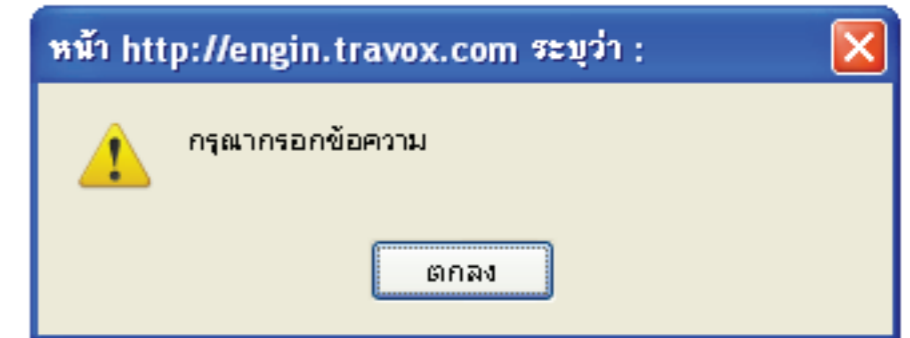 หน้า http://engin.travox.com ระบุว่า :
กรุณากรอกข้อความ
ตกลง